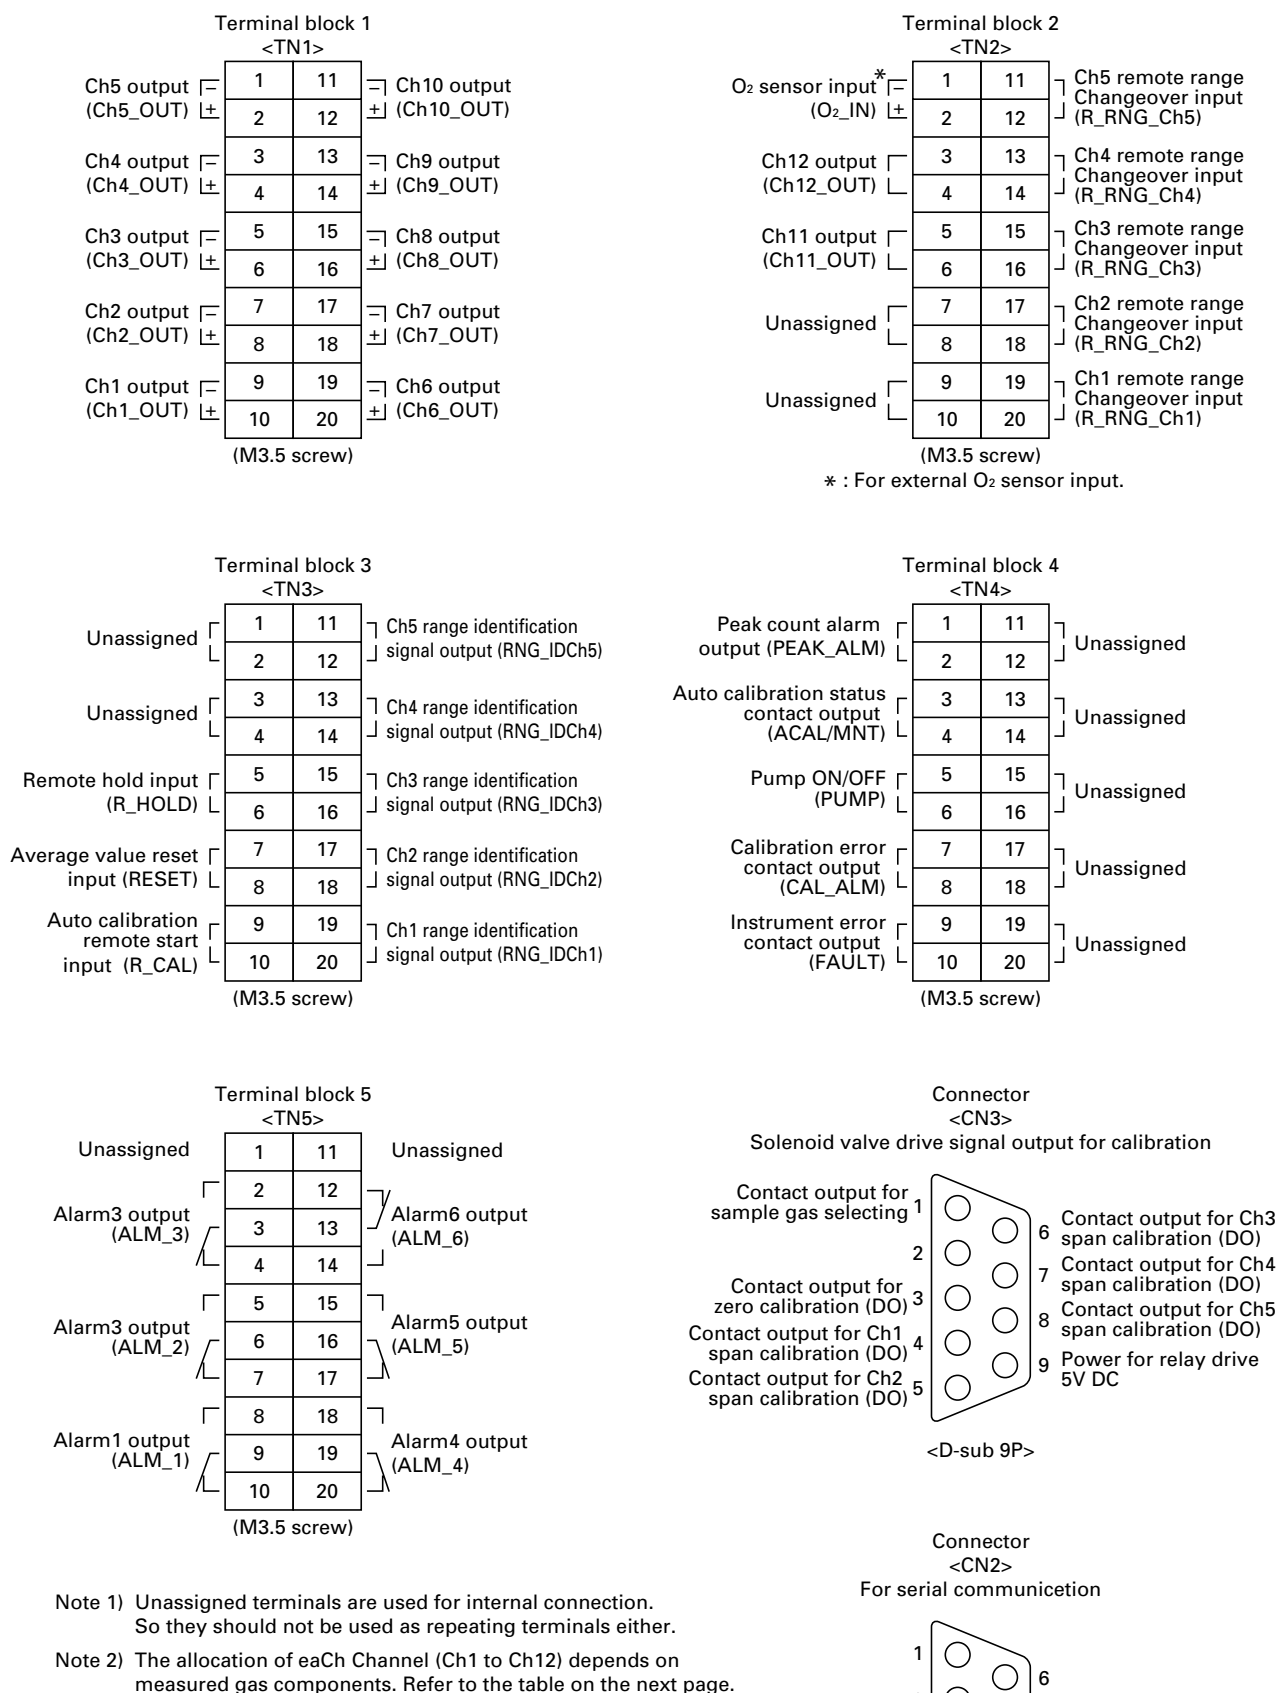 Terminal block 1
<TN1>
Ch5 output − 1 11 − Ch10 output
(Ch5_OUT) + 2 12 + (Ch10_OUT)
Ch4 output − 3 13 − Ch9 output
(Ch4_OUT) + 4 14 + (Ch9_OUT)
Ch3 output − 5 15 − Ch8 output
(Ch3_OUT) + 6 16 + (Ch8_OUT)
Ch2 output − 7 17 − Ch7 output
(Ch2_OUT) + 8 18 + (Ch7_OUT)
Ch1 output − 9 19 − Ch6 output
(Ch1_OUT) + 10 20 + (Ch6_OUT)
(M3.5 screw)
Terminal block 2
<TN2>
O₂ sensor input* − 1 11 Ch5 remote range
Changeover input
(O₂_IN) + 2 12 (R_RNG_Ch5)
Ch12 output 3 13 Ch4 remote range
Changeover input
(Ch12_OUT) 4 14 (R_RNG_Ch4)
Ch11 output 5 15 Ch3 remote range
Changeover input
(Ch11_OUT) 6 16 (R_RNG_Ch3)
7 17 Ch2 remote range
Unassigned Changeover input
8 18 (R_RNG_Ch2)
9 19 Ch1 remote range
Unassigned Changeover input
10 20 (R_RNG_Ch1)
(M3.5 screw)
* : For external O₂ sensor input.
Terminal block 3
<TN3>
1 11 Ch5 range identification
Unassigned
2 12 signal output (RNG_IDCh5)
3 13 Ch4 range identification
Unassigned
4 14 signal output (RNG_IDCh4)
Remote hold input 5 15 Ch3 range identification
(R_HOLD) 6 16 signal output (RNG_IDCh3)
Average value reset 7 17 Ch2 range identification
input (RESET) 8 18 signal output (RNG_IDCh2)
Auto calibration 9 19 Ch1 range identification
remote start
input (R_CAL) 10 20 signal output (RNG_IDCh1)
(M3.5 screw)
Terminal block 4
<TN4>
Peak count alarm 1 11
Unassigned
output (PEAK_ALM) 2 12
Auto calibration status 3 13
contact output Unassigned
(ACAL/MNT) 4 14
Pump ON/OFF 5 15
Unassigned
(PUMP) 6 16
Calibration error 7 17
contact output Unassigned
(CAL_ALM) 8 18
Instrument error 9 19
contact output Unassigned
(FAULT) 10 20
(M3.5 screw)
Terminal block 5
<TN5>
Unassigned 1 11 Unassigned
2 12
Alarm3 output 3 13 Alarm6 output
(ALM_3) (ALM_6)
4 14
5 15
Alarm3 output 6 16 Alarm5 output
(ALM_2) (ALM_5)
7 17
8 18
Alarm1 output 9 19 Alarm4 output
(ALM_1) (ALM_4)
10 20
(M3.5 screw)
Connector
<CN3>
Solenoid valve drive signal output for calibration
Contact output for
sample gas selecting 1
6 Contact output for Ch3
span calibration (DO)
2
7 Contact output for Ch4
span calibration (DO)
Contact output for
zero calibration (DO) 3
8 Contact output for Ch5
span calibration (DO)
Contact output for Ch1
span calibration (DO) 4
9 Power for relay drive
5V DC
Contact output for Ch2
span calibration (DO) 5
<D-sub 9P>
Connector
<CN2>
For serial communicetion
1
6
Note 1) Unassigned terminals are used for internal connection.
So they should not be used as repeating terminals either.
Note 2) The allocation of eaCh Channel (Ch1 to Ch12) depends on
measured gas components. Refer to the table on the next page.